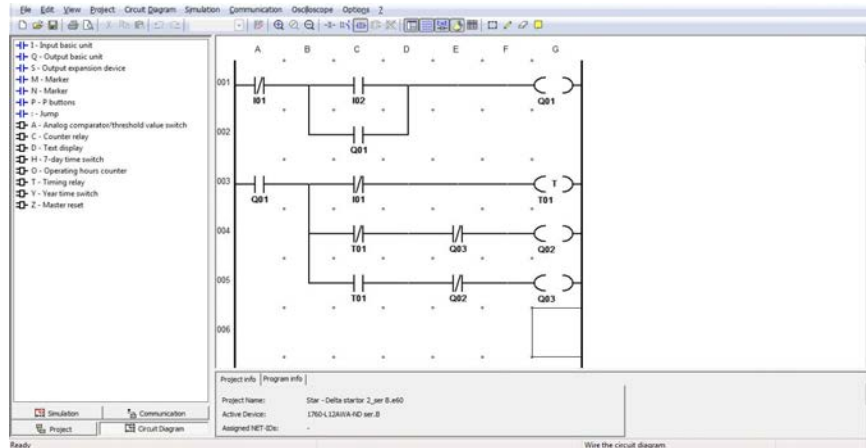 File Edit View Project Circuit Diagram Simulation Communication Oscilloscope Options ?
I - Input basic unit
Q - Output basic unit
S - Output expansion device
M - Marker
N - Marker
P - P buttons
: - Jump
A - Analog comparator/threshold value switch
C - Counter relay
D - Text display
H - 7-day time switch
O - Operating hours counter
T - Timing relay
Y - Year time switch
Z - Master reset
Simulation Communication
Project Circuit Diagram
A B C D E F G
001
I01 I02 Q01
002
Q01
003
T
Q01 I01 T01
004
T01 Q03 Q02
005
T01 Q02 Q03
006
Project info Program info
Project Name: Star - Delta startor 2_ser B.e60
Active Device: 1760-L12AWA-ND ser.B
Assigned NET-IDs: -
Ready Wire the circuit diagram